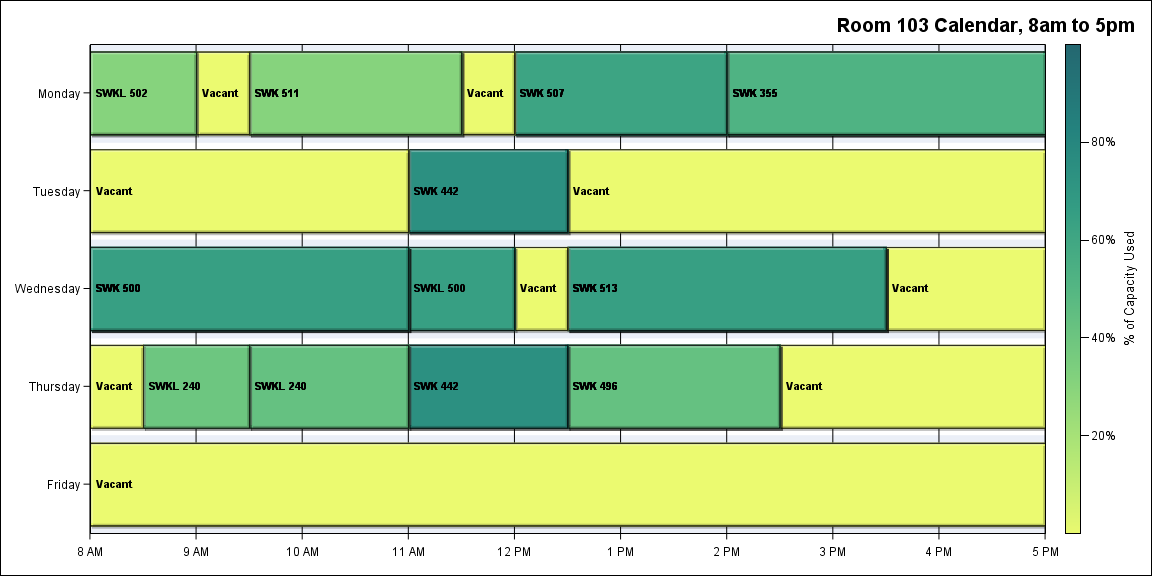 Room 103 Calendar, 8am to 5pm
Monday
SWKL 502
Vacant
SWK 511
Vacant
SWK 507
SWK 355
Tuesday
Vacant
SWK 442
Vacant
Wednesday
SWK 500
SWKL 500
Vacant
SWK 513
Vacant
Thursday
Vacant
SWKL 240
SWKL 240
SWK 442
SWK 496
Vacant
Friday
Vacant
8 AM
9 AM
10 AM
11 AM
12 PM
1 PM
2 PM
3 PM
4 PM
5 PM
80%
60%
40%
20%
% of Capacity Used